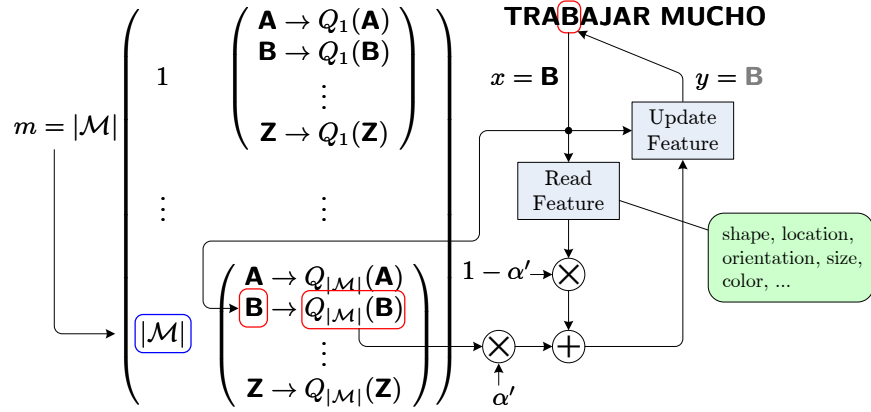 TRABAJAR MUCHO
A → Q₁(A)
B → Q₁(B)
⋮
Z → Q₁(Z)
1
x = B
y = B
Update
Feature
m = |ℳ|
Read
Feature
⋮
⋮
shape, location,
orientation, size,
color, ...
A → Q|ℳ|(A)
B → Q|ℳ|(B)
⋮
Z → Q|ℳ|(Z)
|ℳ|
1 − α′
×
×
+
α′